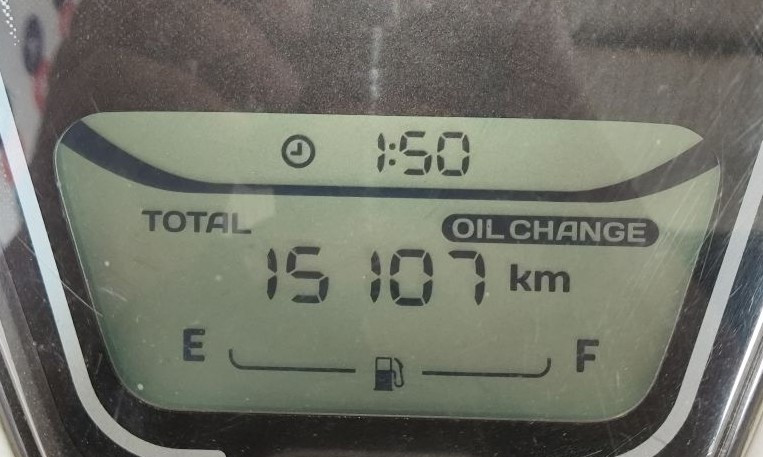 1:50
TOTAL OIL CHANGE
15107 km
E F